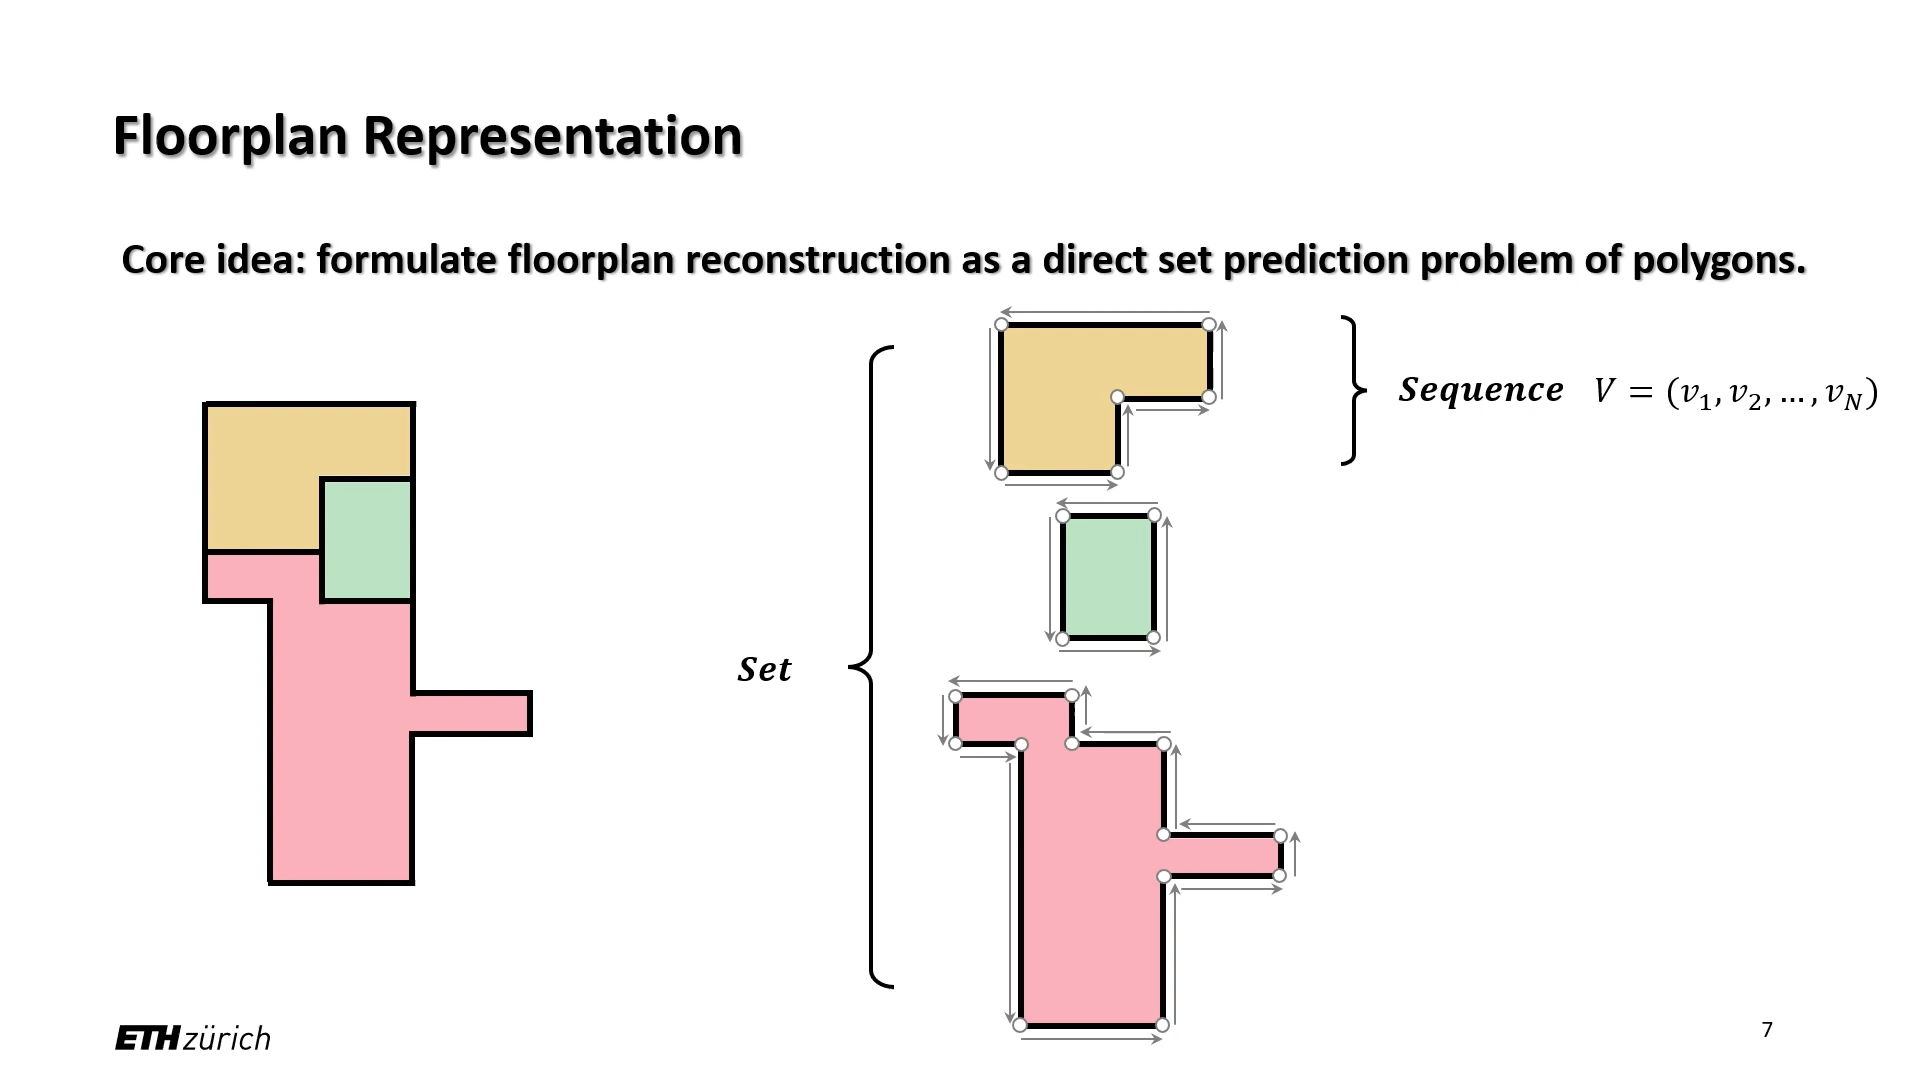 Floorplan Representation
Core idea: formulate floorplan reconstruction as a direct set prediction problem of polygons.
Sequence V = (v₁, v₂, … , v_N)
Set
ETH zürich
7